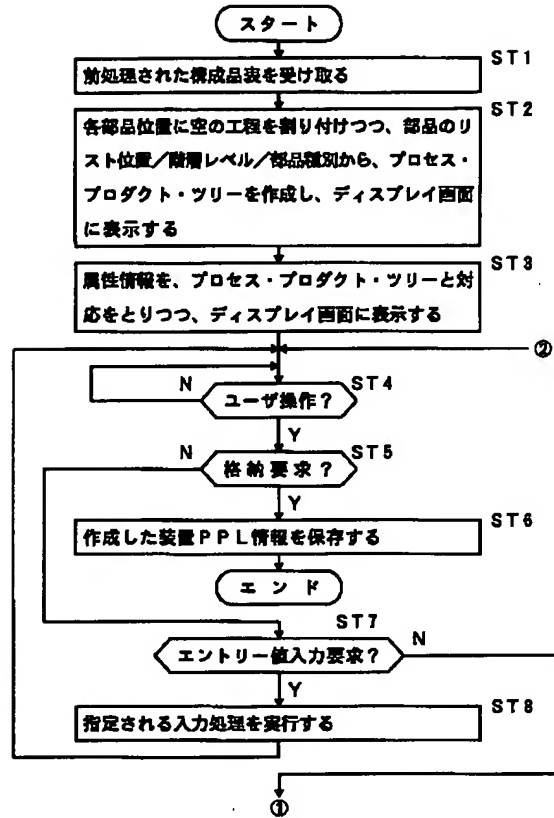 スタート
ST1
前処理された構成品表を受け取る
ST2
各部品位置に空の工程を割り付けつつ、部品のリ
スト位置/階層レベル/部品種別から、プロセス・
プロダクト・ツリーを作成し、ディスプレイ画面
に表示する
ST3
属性情報を、プロセス・プロダクト・ツリーと対
応をとりつつ、ディスプレイ画面に表示する
②
N
ST4
ユーザ操作?
Y
N
ST5
格納要求?
Y
ST6
作成した装置PPL情報を保存する
エンド
ST7
エントリー値入力要求?
N
Y
ST8
指定される入力処理を実行する
①